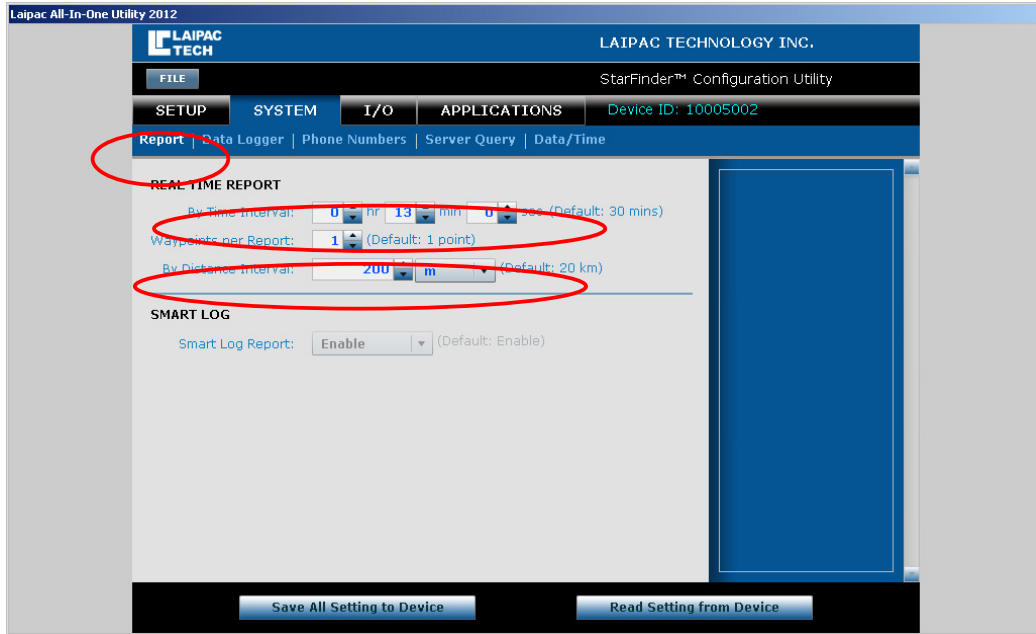 Laipac All-In-One Utility 2012
LAIPAC
TECH
LAIPAC TECHNOLOGY INC.
FILE
StarFinder™ Configuration Utility
SETUP SYSTEM I/O APPLICATIONS Device ID: 10005002
Report | Data Logger | Phone Numbers | Server Query | Data/Time
REAL TIME REPORT
By Time Interval: 0 hr 13 min 0 sec (Default: 30 mins)
Waypoints per Report: 1 (Default: 1 point)
By Distance Interval: 200 m (Default: 20 km)
SMART LOG
Smart Log Report: Enable (Default: Enable)
Save All Setting to Device Read Setting from Device